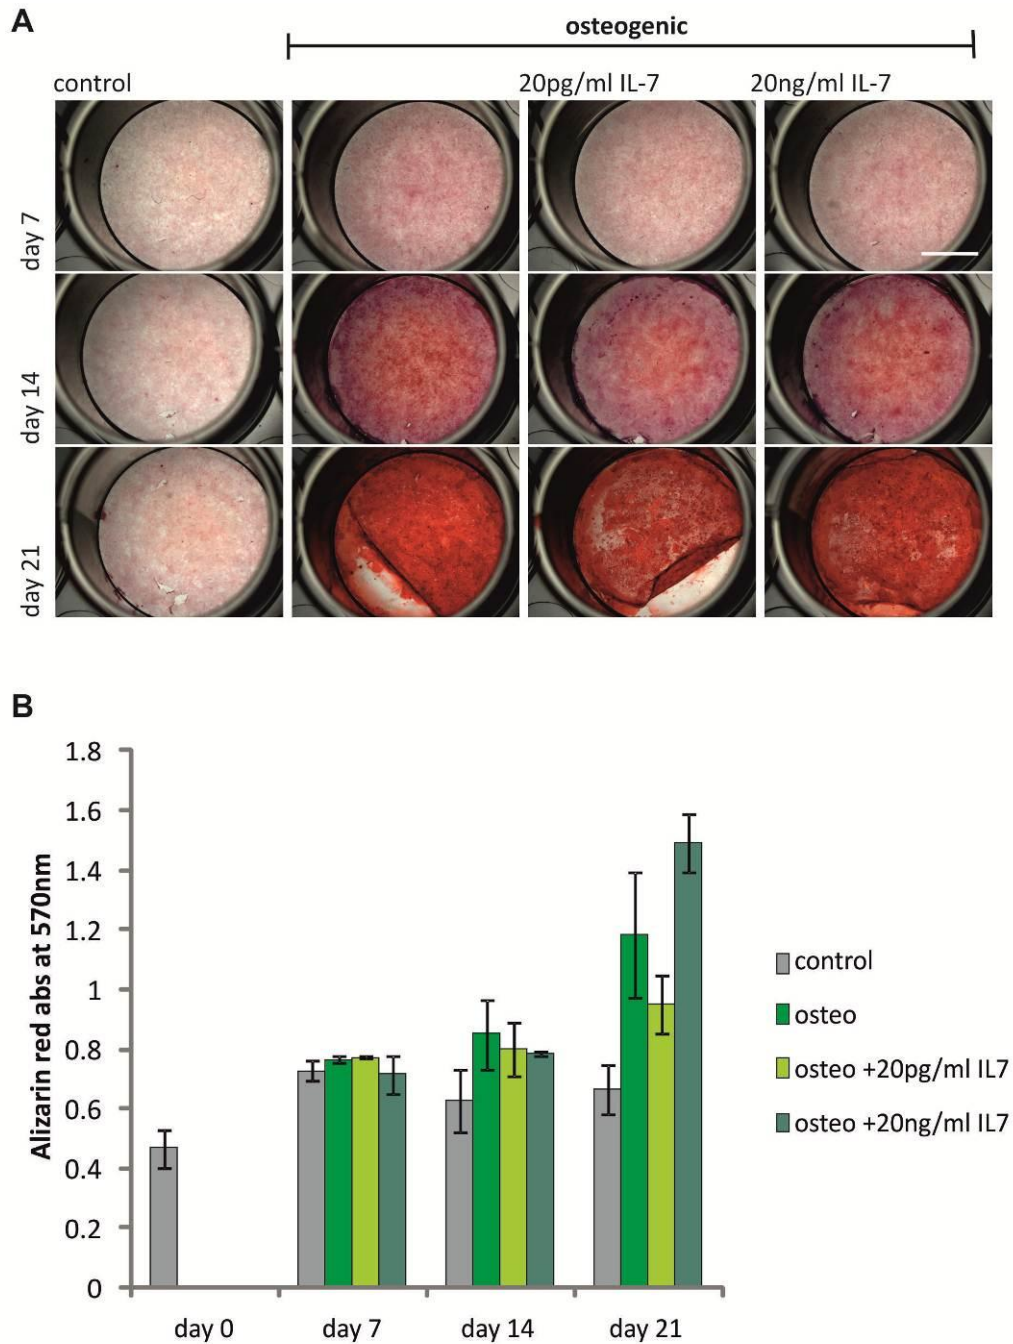 A
osteogenic
control
20pg/ml IL-7
20ng/ml IL-7
day 7
day 14
day 21
B
Alizarin red abs at 570nm
1.8
1.6
1.4
1.2
1
0.8
0.6
0.4
0.2
0
day 0
day 7
day 14
day 21
control
osteo
osteo +20pg/ml IL7
osteo +20ng/ml IL7